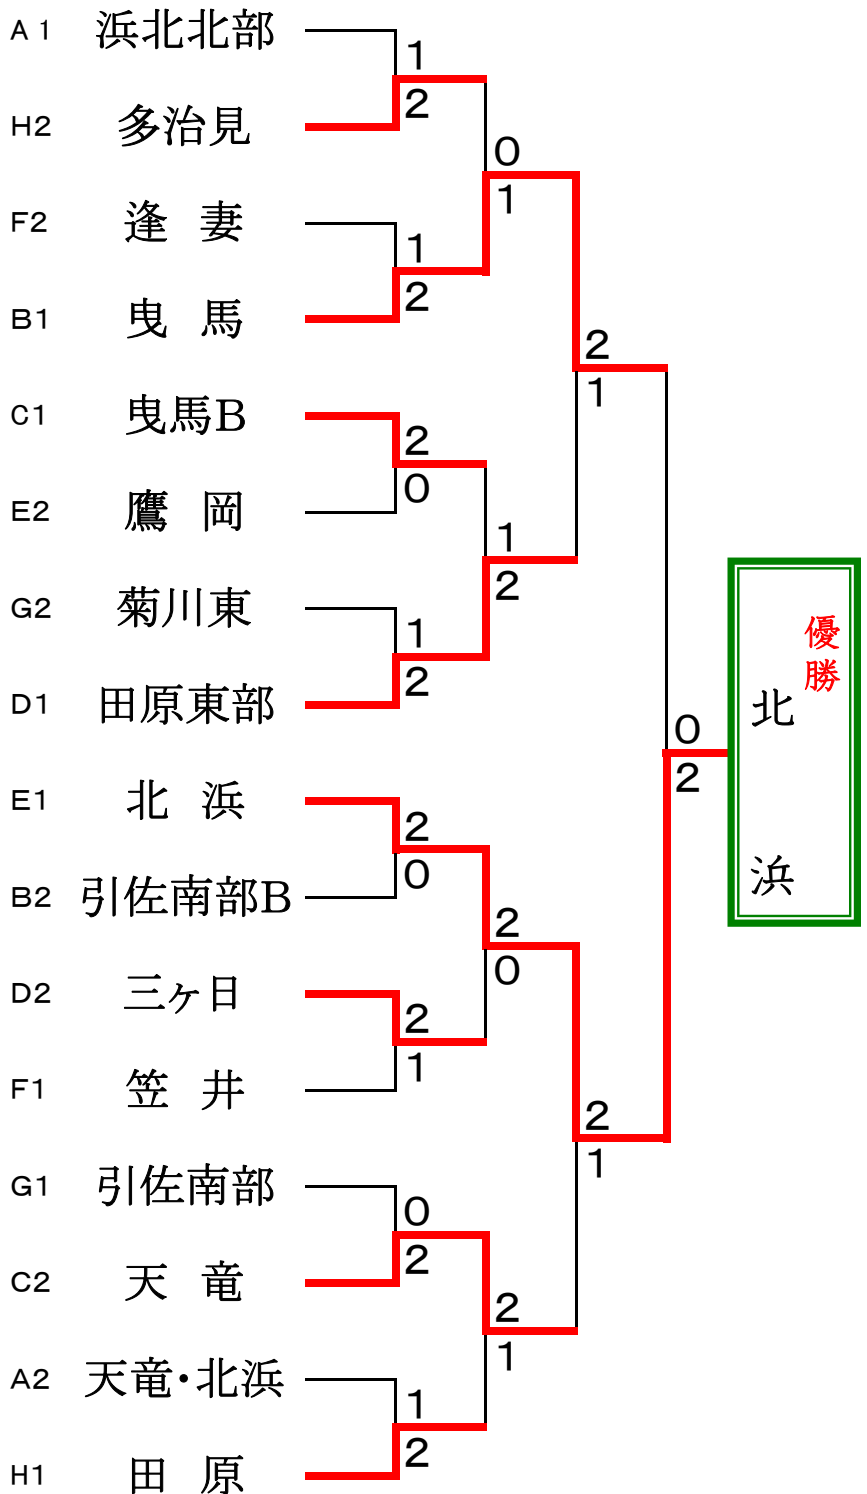 A1 浜北北部
1
2
H2 多治見
0
1
F2 逢妻
1
2
B1 曳馬
2
1
C1 曳馬B
2
0
E2 鷹岡
1
2
G2 菊川東
1
2
D1 田原東部
0
2
優勝
北浜
E1 北浜
2
0
B2 引佐南部B
2
0
D2 三ヶ日
2
1
F1 笠井
2
1
G1 引佐南部
0
2
C2 天竜
2
1
A2 天竜・北浜
1
2
H1 田原